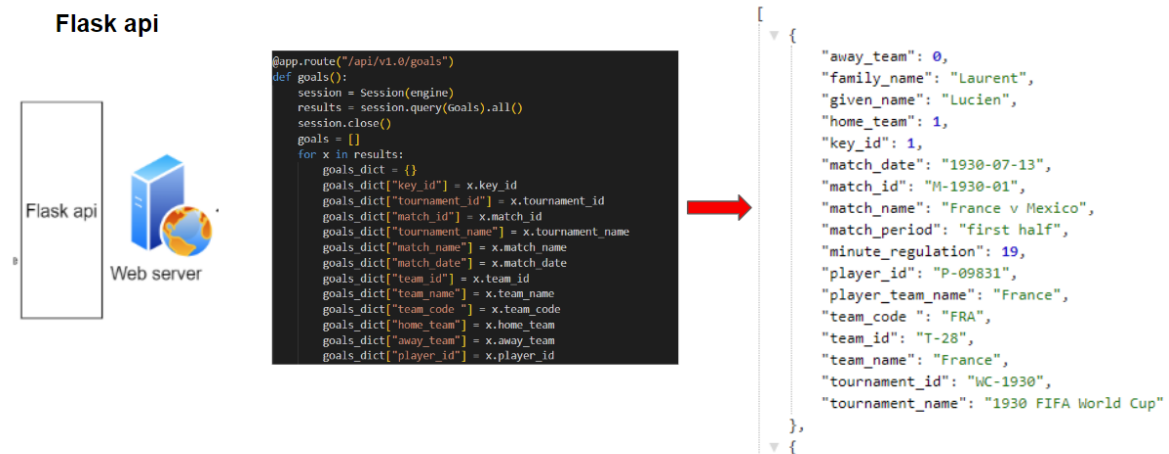 Flask api
Flask api
Web server
@app.route("/api/v1.0/goals")
def goals():
session = Session(engine)
results = session.query(Goals).all()
session.close()
goals = []
for x in results:
goals_dict = {}
goals_dict["key_id"] = x.key_id
goals_dict["tournament_id"] = x.tournament_id
goals_dict["match_id"] = x.match_id
goals_dict["tournament_name"] = x.tournament_name
goals_dict["match_name"] = x.match_name
goals_dict["match_date"] = x.match_date
goals_dict["team_id"] = x.team_id
goals_dict["team_name"] = x.team_name
goals_dict["team_code "] = x.team_code
goals_dict["home_team"] = x.home_team
goals_dict["away_team"] = x.away_team
goals_dict["player_id"] = x.player_id
[
{
"away_team": 0,
"family_name": "Laurent",
"given_name": "Lucien",
"home_team": 1,
"key_id": 1,
"match_date": "1930-07-13",
"match_id": "M-1930-01",
"match_name": "France v Mexico",
"match_period": "first half",
"minute_regulation": 19,
"player_id": "P-09831",
"player_team_name": "France",
"team_code ": "FRA",
"team_id": "T-28",
"team_name": "France",
"tournament_id": "WC-1930",
"tournament_name": "1930 FIFA World Cup"
},
{